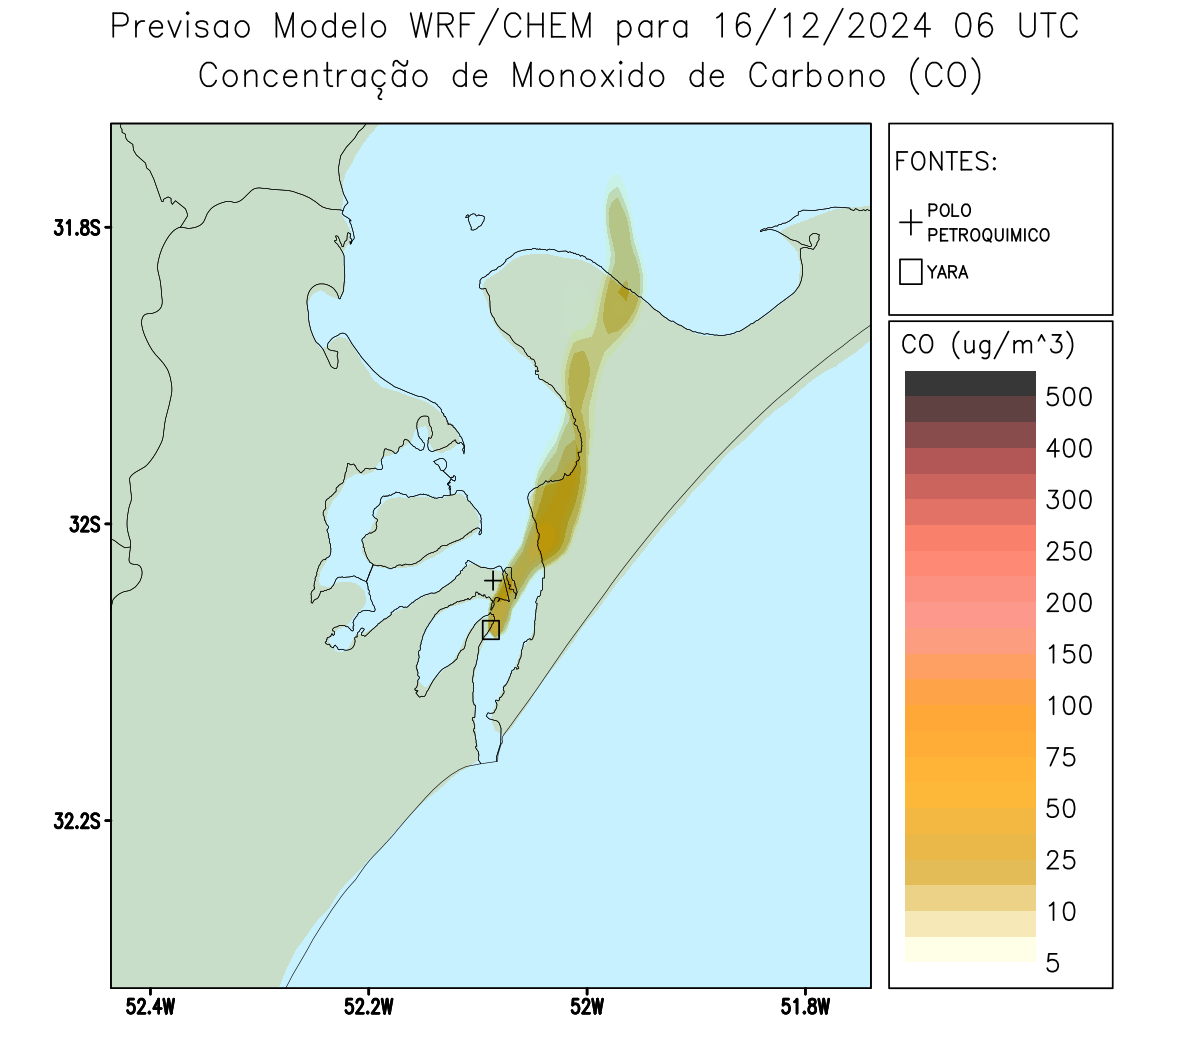 Previsao Modelo WRF/CHEM para 16/12/2024 06 UTC
Concentração de Monoxido de Carbono (CO)
FONTES:
POLO
PETROQUIMICO
YARA
CO (ug/m^3)
500
400
300
250
200
150
100
75
50
25
10
5
31.8S
32S
32.2S
52.4W
52.2W
52W
51.8W